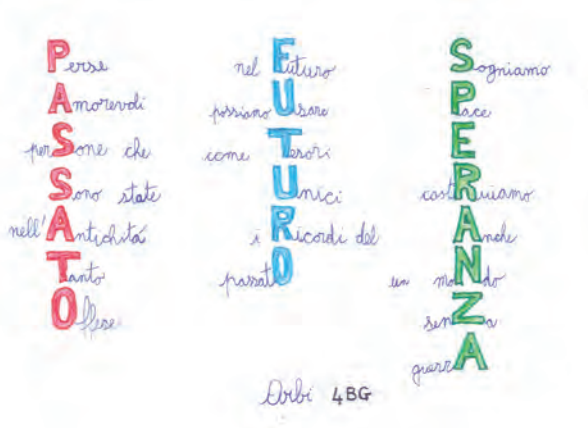 Perse
Amorevoli
perSone che
Sono state
nell'Antichità
Tanto
Offese
nel FUturo
possiamo Usare
come Tesori
Unici
i Ricordi del
passatO
Sogniamo
Pace
E
costRuiamo
Anche
un moNdo
senZa
guerrA
Orbi 4BG